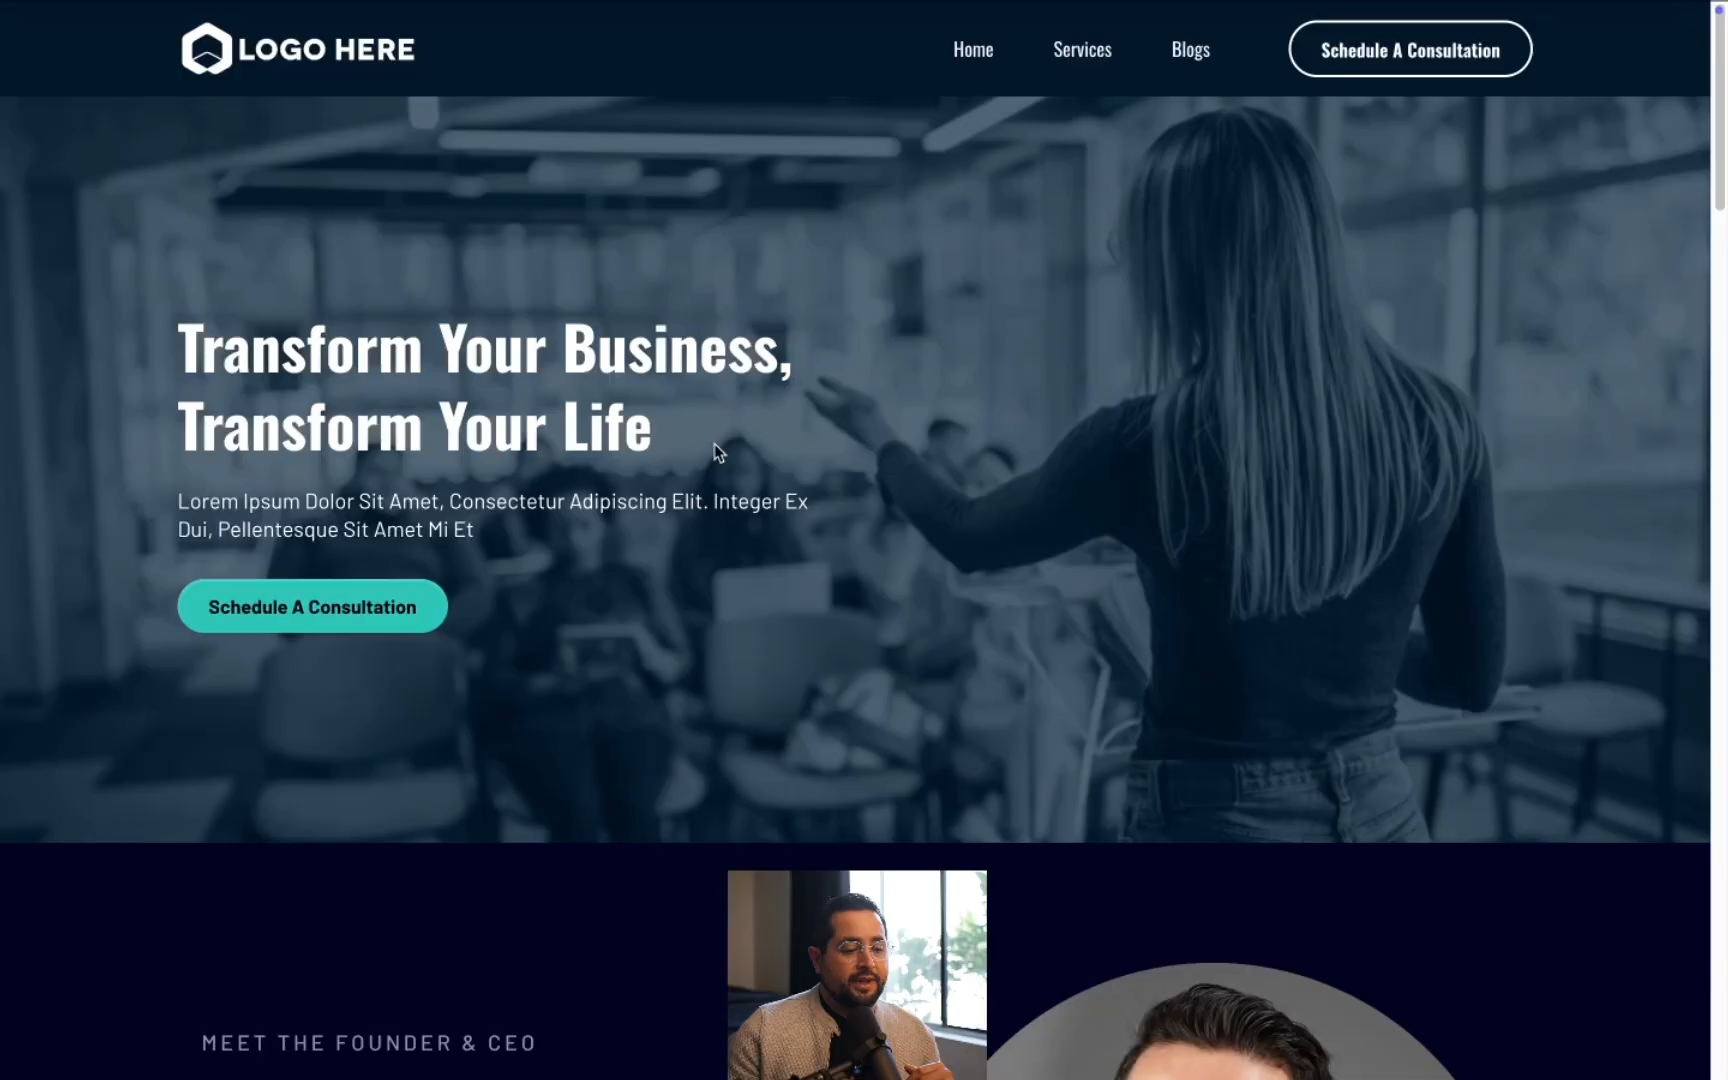 LOGO HERE
Home
Services
Blogs
Schedule A Consultation
Transform Your Business,
Transform Your Life
Lorem Ipsum Dolor Sit Amet, Consectetur Adipiscing Elit. Integer Ex
Dui, Pellentesque Sit Amet Mi Et
Schedule A Consultation
MEET THE FOUNDER & CEO